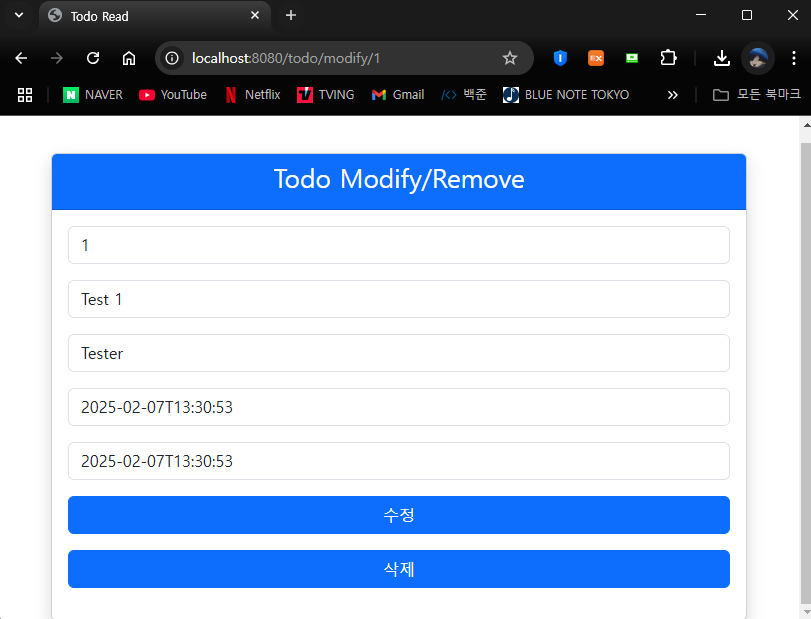 Todo Read
localhost:8080/todo/modify/1
EX
NAVER YouTube Netflix TVING Gmail 백준 BLUE NOTE TOKYO » 모든 북마크
Todo Modify/Remove
1
Test 1
Tester
2025-02-07T13:30:53
2025-02-07T13:30:53
수정
삭제